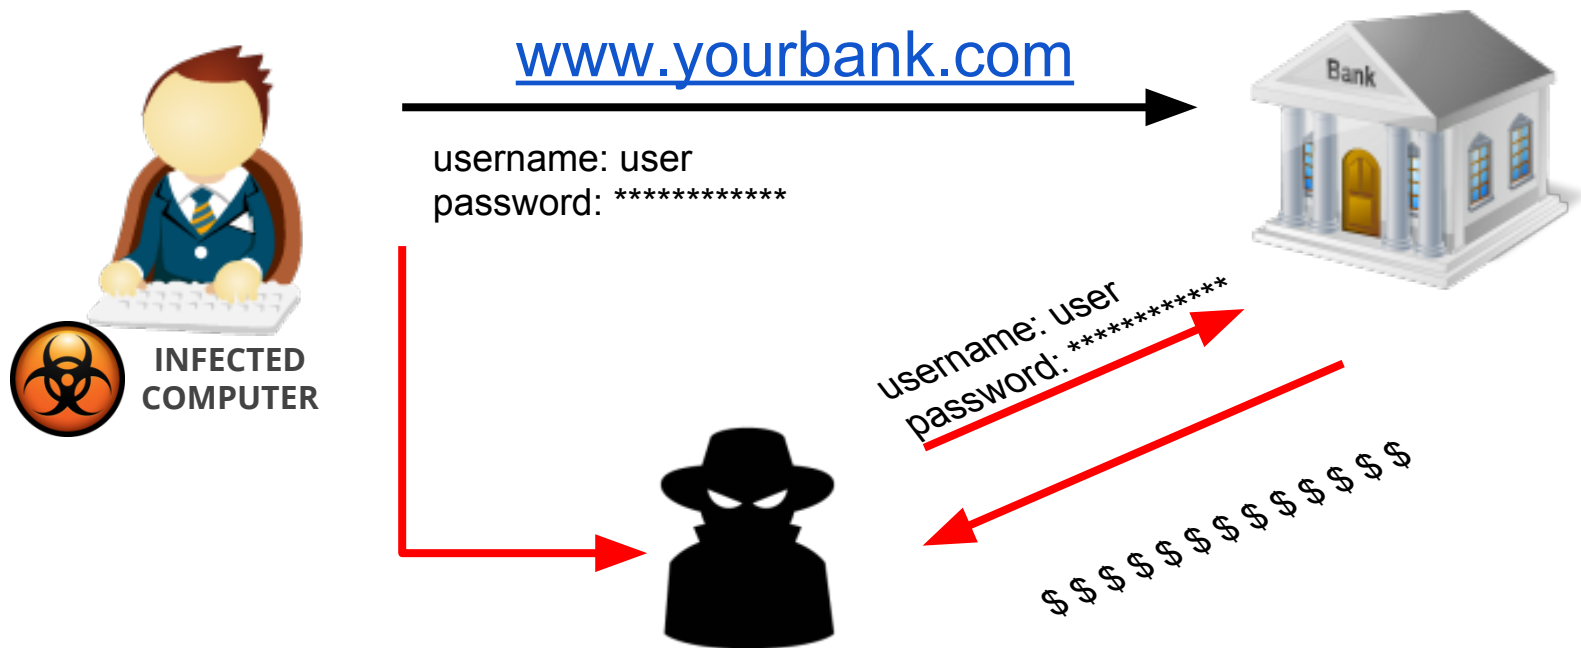 www.yourbank.com
Bank
username: user
password: ************
username: user
password: ************
INFECTED
COMPUTER
$ $ $ $ $ $ $ $ $ $ $ $ $